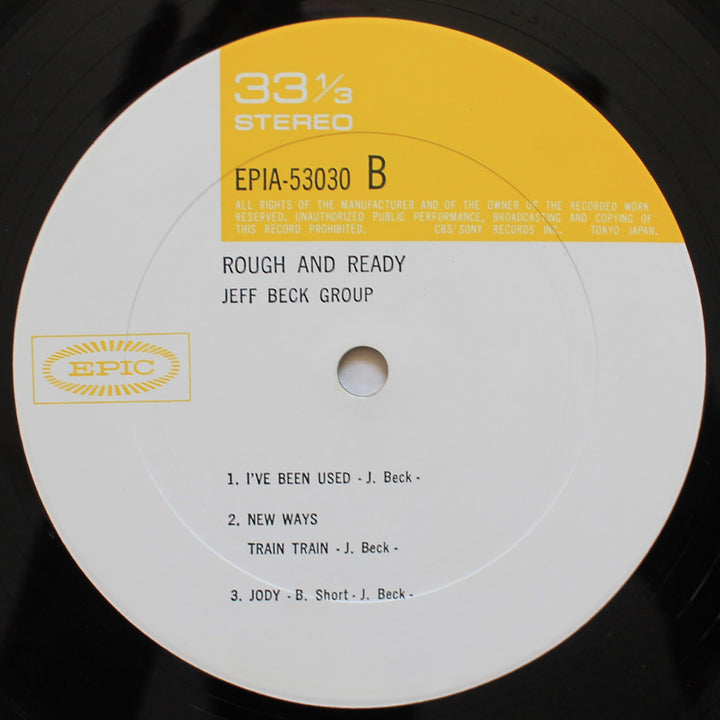 33 1/3
STEREO
EPIA-53030 B
ALL RIGHTS OF THE MANUFACTURER AND OF THE OWNER OF THE RECORDED WORK
RESERVED. UNAUTHORIZED PUBLIC PERFORMANCE, BROADCASTING AND COPYING OF
THIS RECORD PROHIBITED. CBS/SONY RECORDS INC. TOKYO JAPAN.
ROUGH AND READY
JEFF BECK GROUP
EPIC
1. I'VE BEEN USED - J. Beck -
2. NEW WAYS
TRAIN TRAIN - J. Beck -
3. JODY - B. Short - J. Beck -